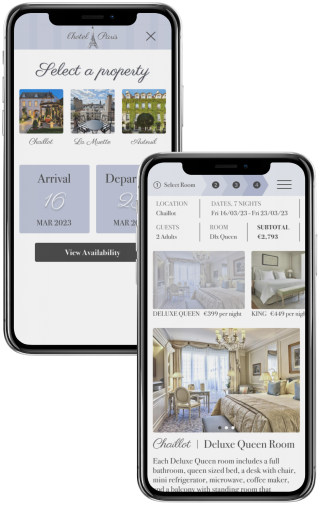 l'hotel Paris
Select a property
Chaillot La Muette Auteuil
Arrival
16
MAR 2023
Depar
2
MAR 20
View Availability
1 Select Room 2 3 4
LOCATION DATES, 7 NIGHTS
Chaillot Fri 16/03/23 - Fri 23/03/23
GUESTS ROOM SUBTOTAL
2 Adults Dlx Queen €2,793
DELUXE QUEEN €399 per night KING €449 per nigh
Chaillot | Deluxe Queen Room
Each Deluxe Queen room includes a full
bathroom, queen sized bed, a desk with chair,
mini refrigerator, microwave, coffee maker,
and a balcony with standing room that